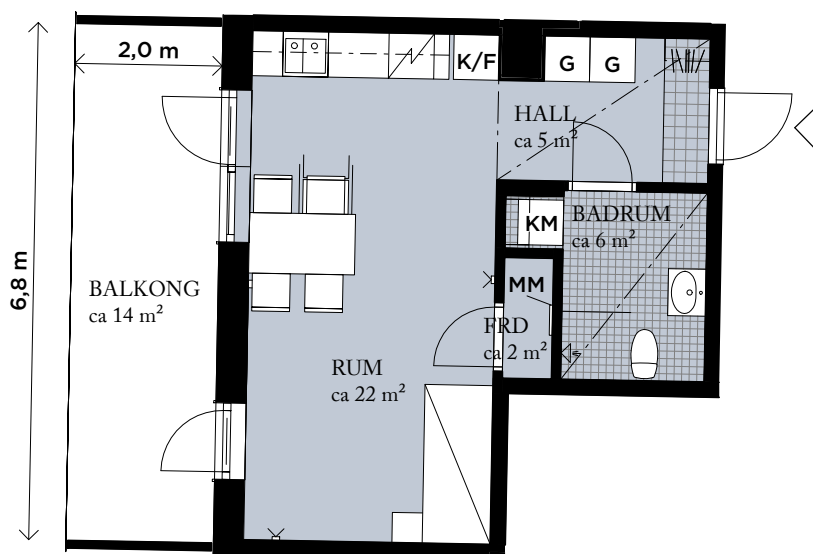 2,0 m
K/F
G
G
HALL
ca 5 m²
KM
BADRUM
ca 6 m²
6,8 m
BALKONG
ca 14 m²
MM
FRD
ca 2 m²
RUM
ca 22 m²